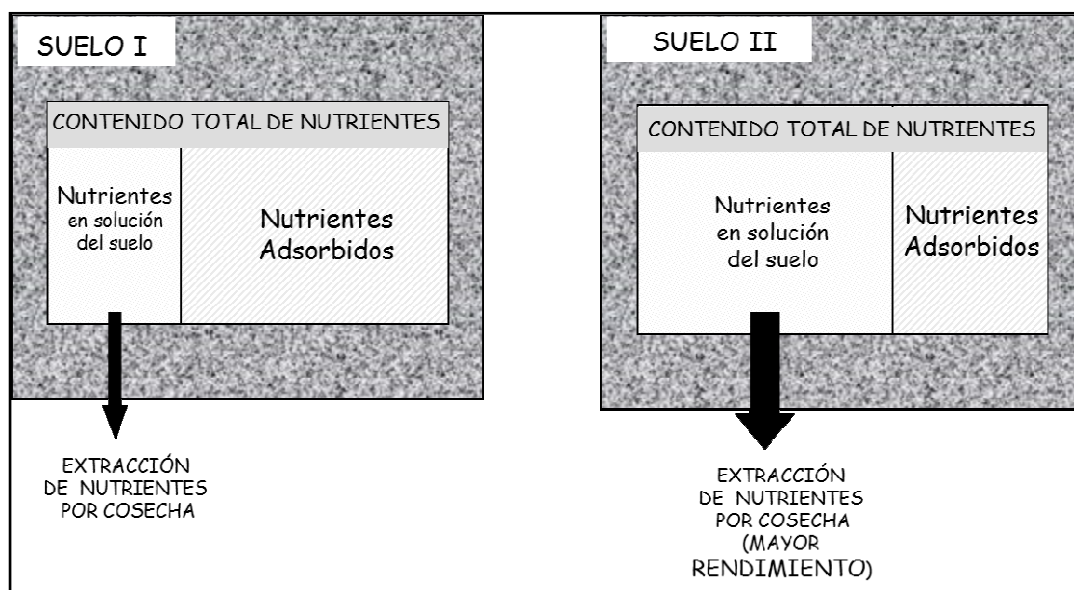 SUELO I
CONTENIDO TOTAL DE NUTRIENTES
Nutrientes
en solución
del suelo
Nutrientes
Adsorbidos
EXTRACCIÓN
DE NUTRIENTES
POR COSECHA
SUELO II
CONTENIDO TOTAL DE NUTRIENTES
Nutrientes
en solución
del suelo
Nutrientes
Adsorbidos
EXTRACCIÓN
DE NUTRIENTES
POR COSECHA
(MAYOR
RENDIMIENTO)